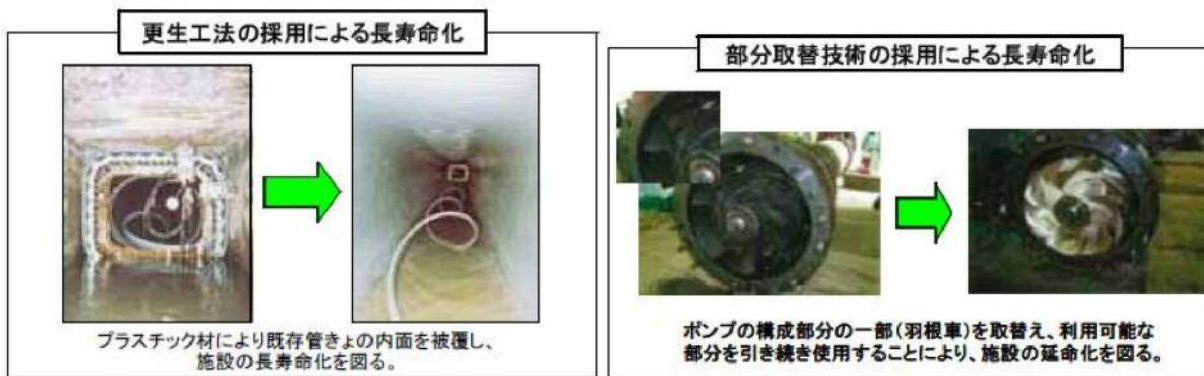 更生工法の採用による長寿命化
プラスチック材により既存管きょの内面を被覆し、
施設の長寿命化を図る。
部分取替技術の採用による長寿命化
ポンプの構成部分の一部(羽根車)を取替え、利用可能な
部分を引き続き使用することにより、施設の延命化を図る。